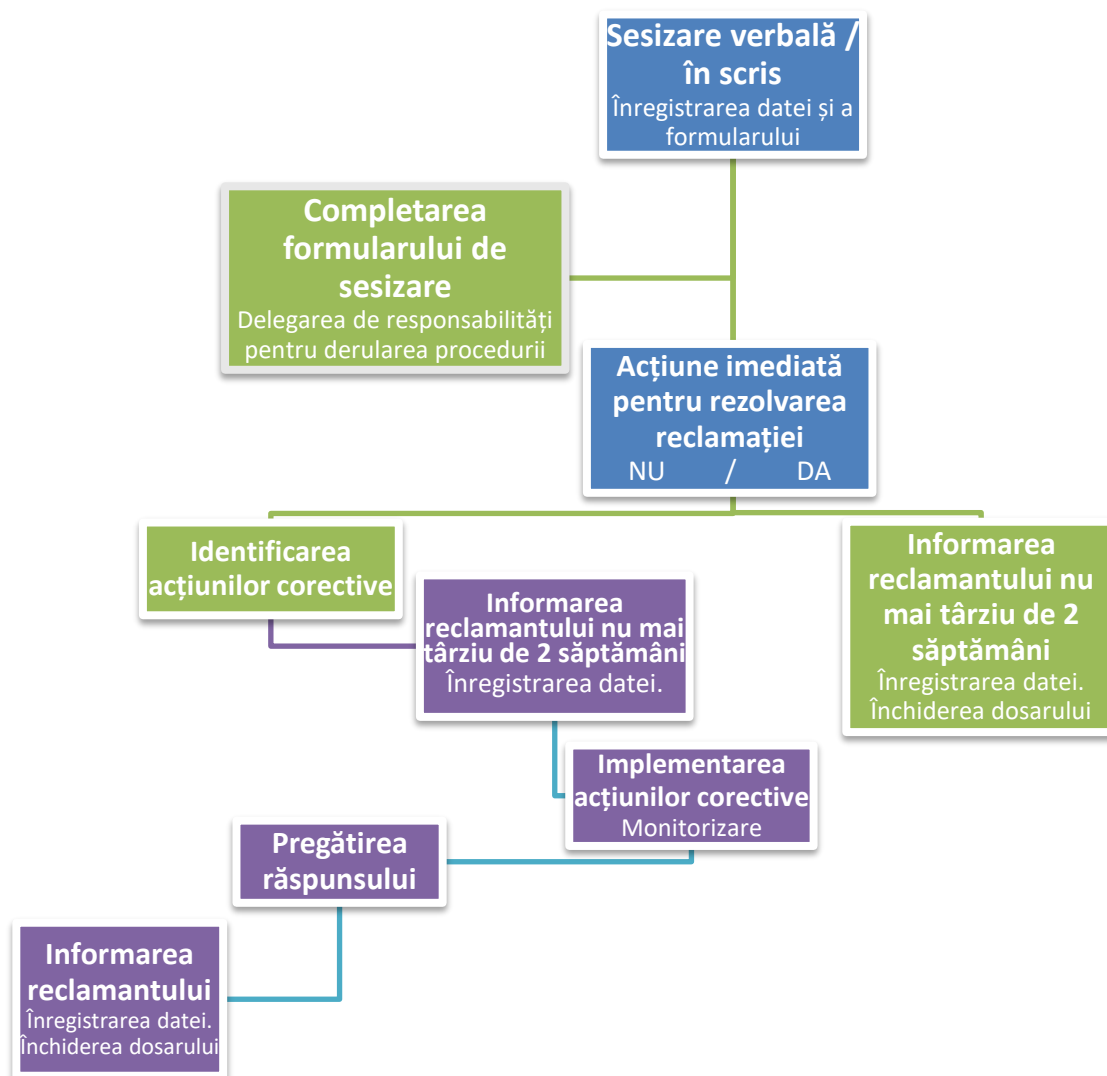 Sesizare verbală /
în scris
Înregistrarea datei și a
formularului
Completarea
formularului de
sesizare
Delegarea de responsabilități
pentru derularea procedurii
Acțiune imediată
pentru rezolvarea
reclamației
NU / DA
Identificarea
acțiunilor corective
Informarea
reclamantului nu mai
târziu de 2 săptămâni
Înregistrarea datei.
Informarea
reclamantului nu
mai târziu de 2
săptămâni
Înregistrarea datei.
Închiderea dosarului
Implementarea
acțiunilor corective
Monitorizare
Pregătirea
răspunsului
Informarea
reclamantului
Înregistrarea datei.
Închiderea dosarului